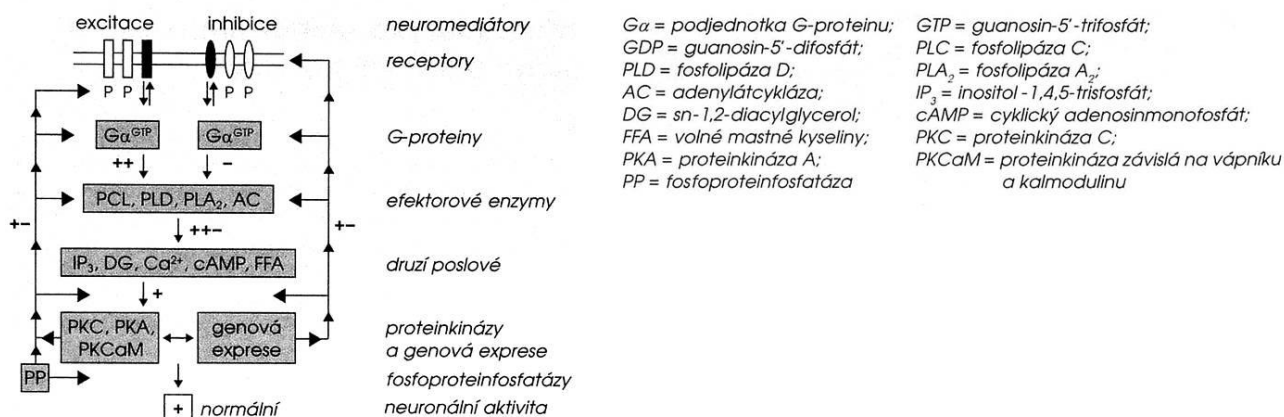 excitace inhibice neuromediátory
receptory
P P P P
Gα^GTP Gα^GTP G-proteiny
++ -
PCL, PLD, PLA₂, AC efektorové enzymy
+- ++- +-
IP₃, DG, Ca²⁺, cAMP, FFA druzí poslové
+
PKC, PKA, PKCaM genová exprese proteinkinázy a genová exprese
PP fosfoproteinfosfatázy
+ normální neuronální aktivita
Gα = podjednotka G-proteinu; GTP = guanosin-5'-trifosfát;
GDP = guanosin-5'-difosfát; PLC = fosfolipáza C;
PLD = fosfolipáza D; PLA₂ = fosfolipáza A₂;
AC = adenylátcykláza; IP₃ = inositol-1,4,5-trisfosfát;
DG = sn-1,2-diacylglycerol; cAMP = cyklický adenosinmonofosfát;
FFA = volné mastné kyseliny; PKC = proteinkináza C;
PKA = proteinkináza A; PKCaM = proteinkináza závislá na vápníku
PP = fosfoproteinfosfatáza a kalmodulinu